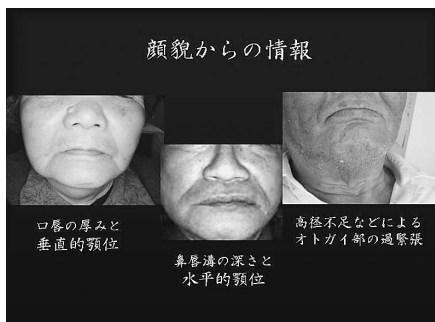 顔貌からの情報
口唇の厚みと
垂直的顎位
鼻唇溝の深さと
水平的顎位
高径不足などによる
オトガイ部の過緊張